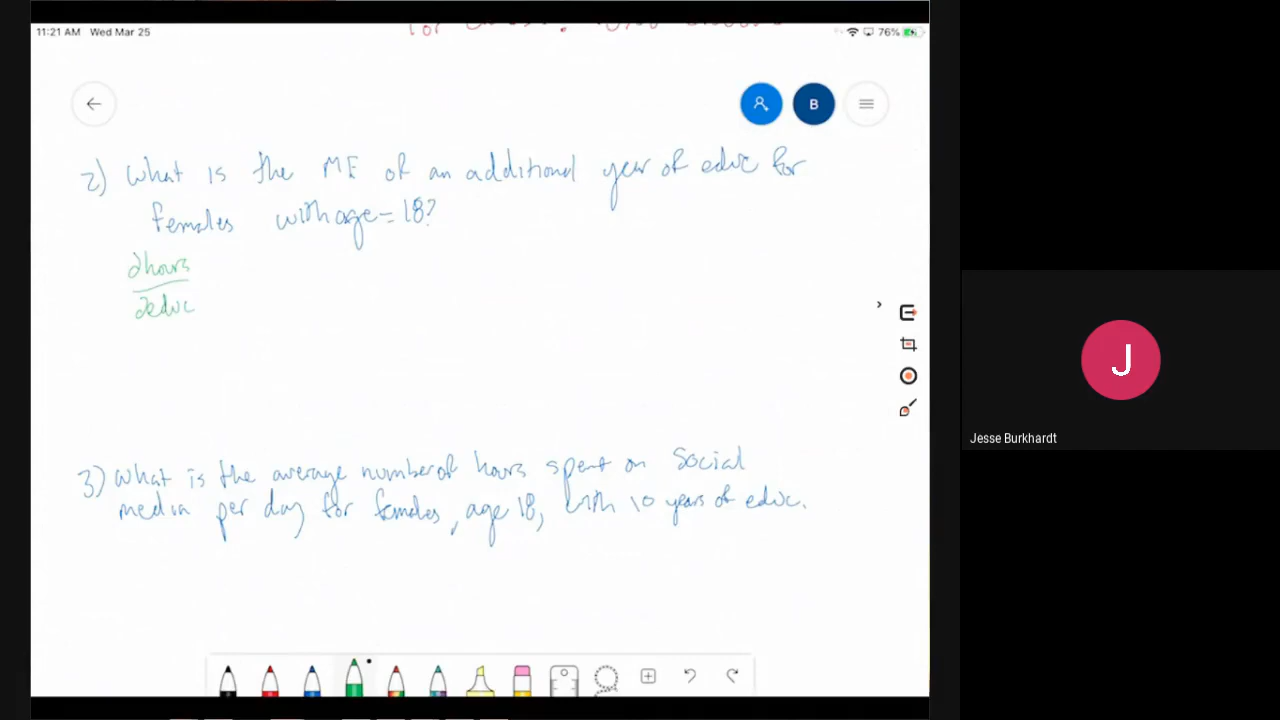 11:21 AM Wed Mar 25
76%
B
2) What is the ME of an additional year of educ for
females with age = 18?
∂hours
∂educ
J
Jesse Burkhardt
3) What is the average number of hours spent on social
media per day for females, age 18, with 10 years of educ.